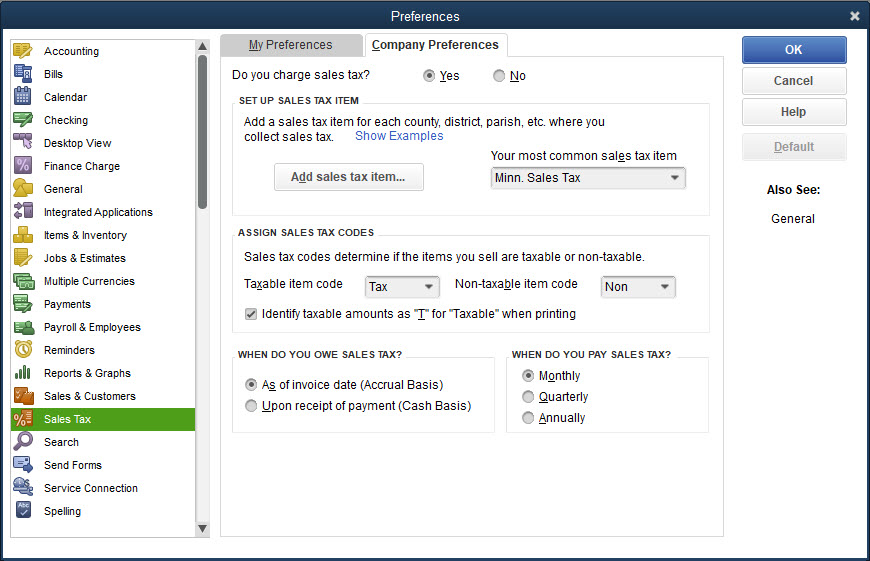 Preferences
Accounting
Bills
Calendar
Checking
Desktop View
Finance Charge
General
Integrated Applications
Items & Inventory
Jobs & Estimates
Multiple Currencies
Payments
Payroll & Employees
Reminders
Reports & Graphs
Sales & Customers
Sales Tax
Search
Send Forms
Service Connection
Spelling
My Preferences
Company Preferences
Do you charge sales tax?
Yes
No
SET UP SALES TAX ITEM
Add a sales tax item for each county, district, parish, etc. where you
collect sales tax. Show Examples
Add sales tax item...
Your most common sales tax item
Minn. Sales Tax
ASSIGN SALES TAX CODES
Sales tax codes determine if the items you sell are taxable or non-taxable.
Taxable item code
Tax
Non-taxable item code
Non
Identify taxable amounts as "T" for "Taxable" when printing
WHEN DO YOU OWE SALES TAX?
As of invoice date (Accrual Basis)
Upon receipt of payment (Cash Basis)
WHEN DO YOU PAY SALES TAX?
Monthly
Quarterly
Annually
OK
Cancel
Help
Default
Also See:
General